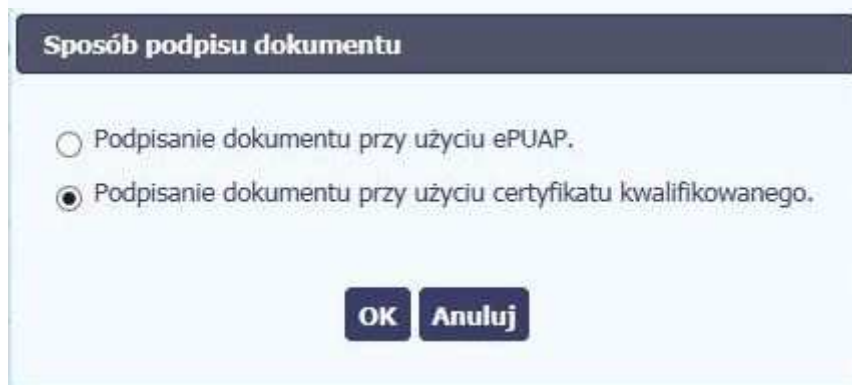 Sposób podpisu dokumentu
Podpisanie dokumentu przy użyciu ePUAP.
Podpisanie dokumentu przy użyciu certyfikatu kwalifikowanego.
OK Anuluj